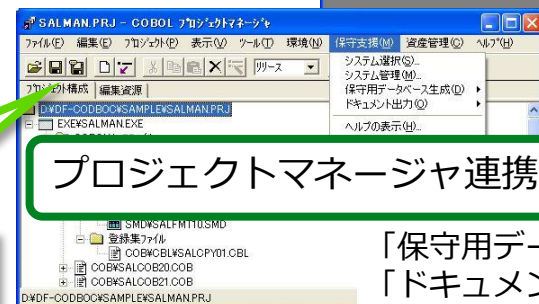 SALMAN.PRJ - COBOL プロジェクトマネージャ
ファイル(F) 編集(E) プロジェクト(P) 表示(V) ツール(T) 環境(N) 保守支援(M) 資産管理(C) ヘルプ(H)
リリース
システム選択(S)...
システム管理(M)...
保守用データベース生成(D)
ドキュメント出力(O)
ヘルプの表示(H)...
プロジェクト構成 編集資源
D:¥DF-CODBOC¥SAMPLE¥SALMAN.PRJ
EXE¥SALMAN.EXE
プロジェクトマネージャ連携
SMD¥SALFMT10.SMD
登録集ファイル
COB¥CBL¥SALCPY01.CBL
COB¥SALCOB20.COB
COB¥SALCOB21.COB
D:¥DF-CODBOC¥SAMPLE¥SALMAN.PRJ
「保守用デー
「ドキュメン